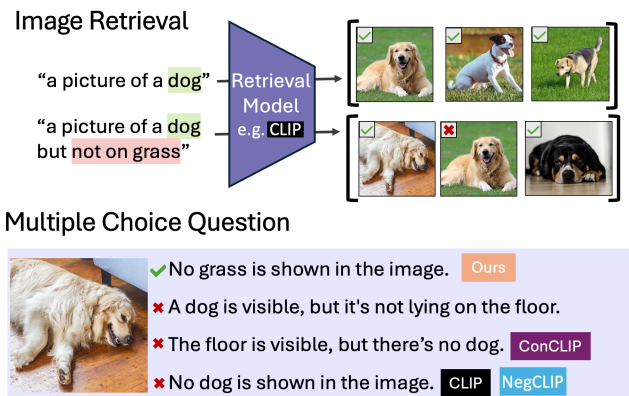 Image Retrieval
“a picture of a dog”
“a picture of a dog
but not on grass”
Retrieval
Model
e.g. CLIP
Multiple Choice Question
No grass is shown in the image. Ours
A dog is visible, but it's not lying on the floor.
The floor is visible, but there’s no dog. ConCLIP
No dog is shown in the image. CLIP NegCLIP